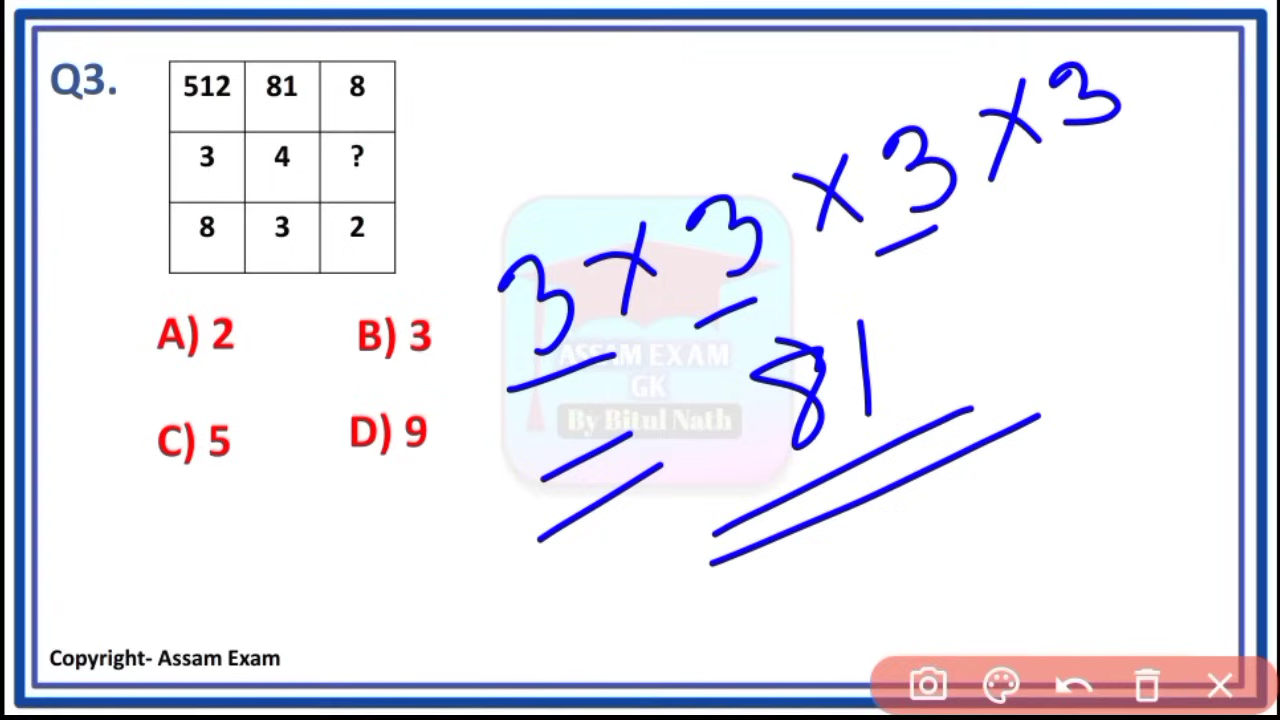 Q3.
512 81 8
3 4 ?
8 3 2
A) 2 B) 3
C) 5 D) 9
3 x 3 x 3 x 3
81
ASSAM EXAM
GK
By Bitul Nath
Copyright- Assam Exam